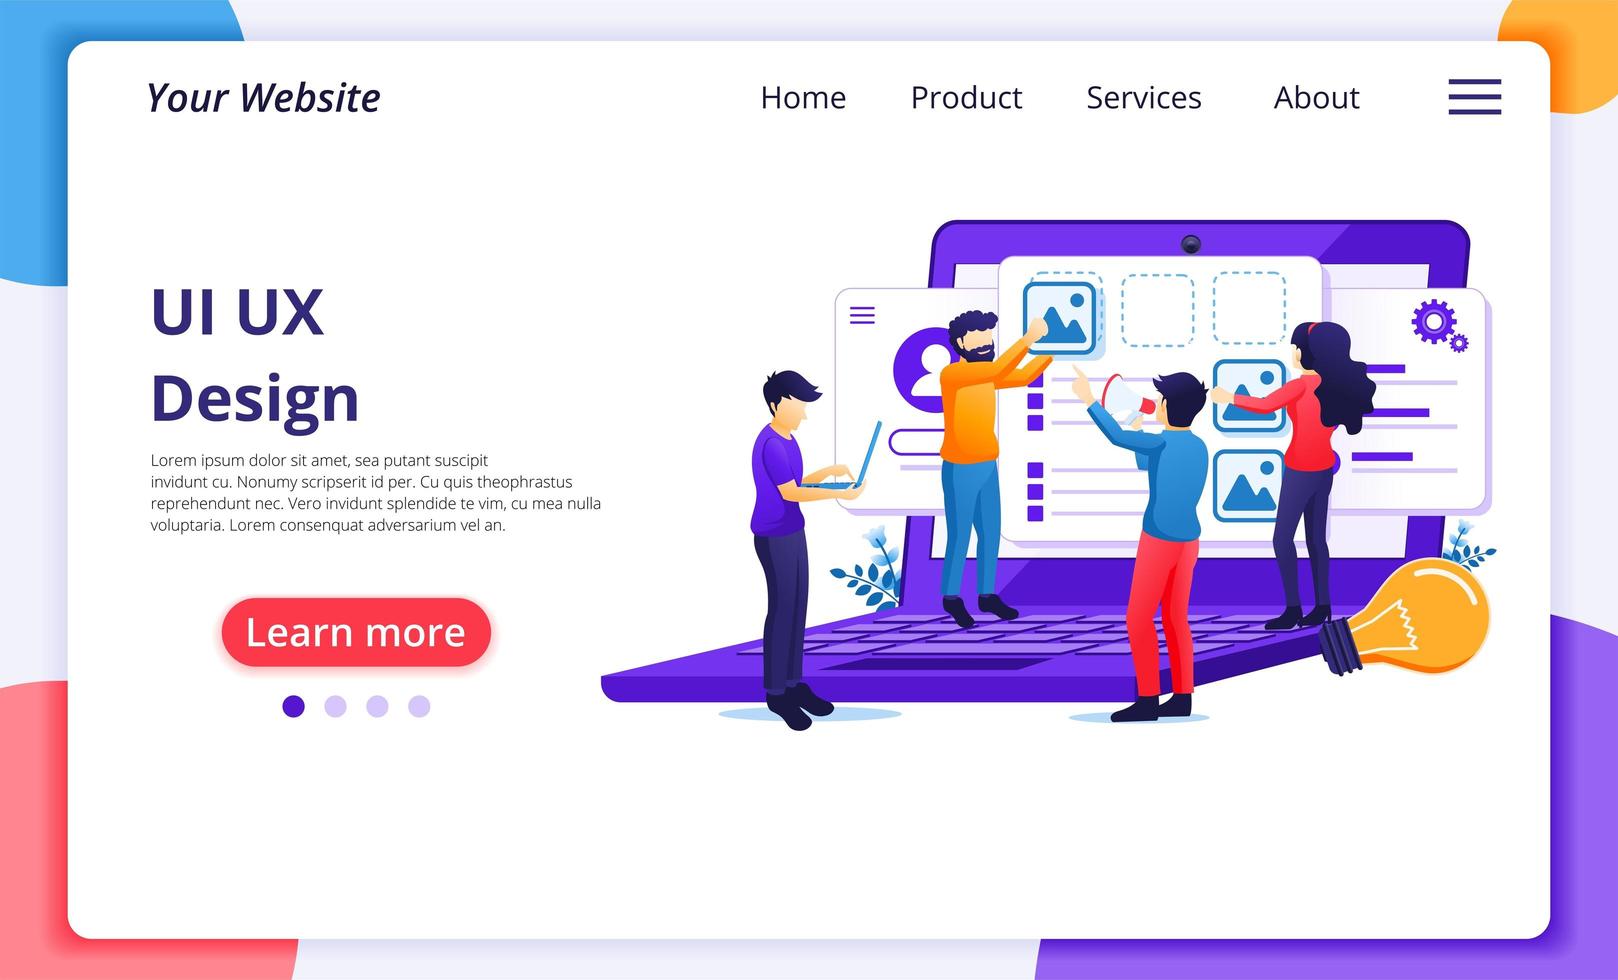 Your Website
Home Product Services About
UI UX
Design
Lorem ipsum dolor sit amet, sea putant suscipit
invidunt cu. Nonumy scripserit id per. Cu quis theophrastus
reprehendunt nec. Vero invidunt splendide te vim, cu mea nulla
voluptaria. Lorem consequat adversarium vel an.
Learn more